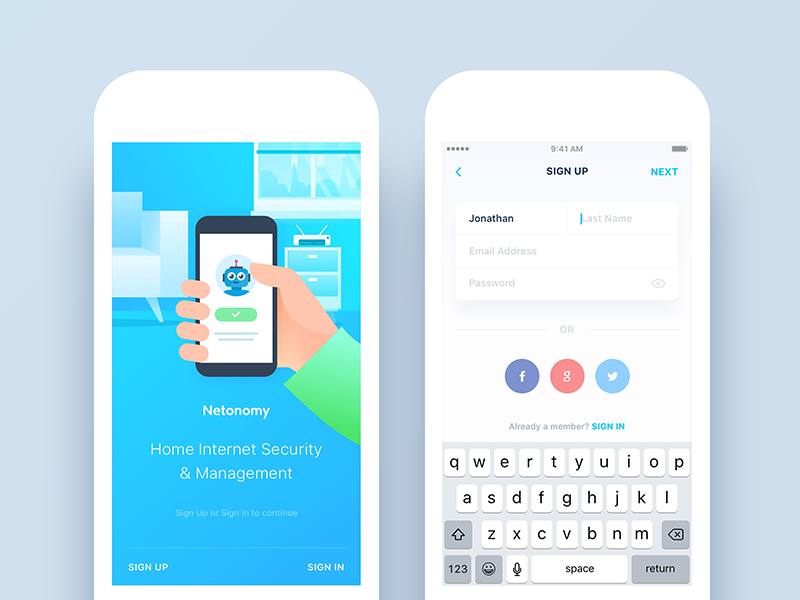 Netonomy
Home Internet Security
& Management
Sign Up or Sign in to continue
SIGN UP
SIGN IN
9:41 AM
SIGN UP
NEXT
Jonathan
Last Name
Email Address
Password
OR
f
g
Already a member? SIGN IN
q w e r t y u i o p
a s d f g h j k l
z x c v b n m
123
space
return